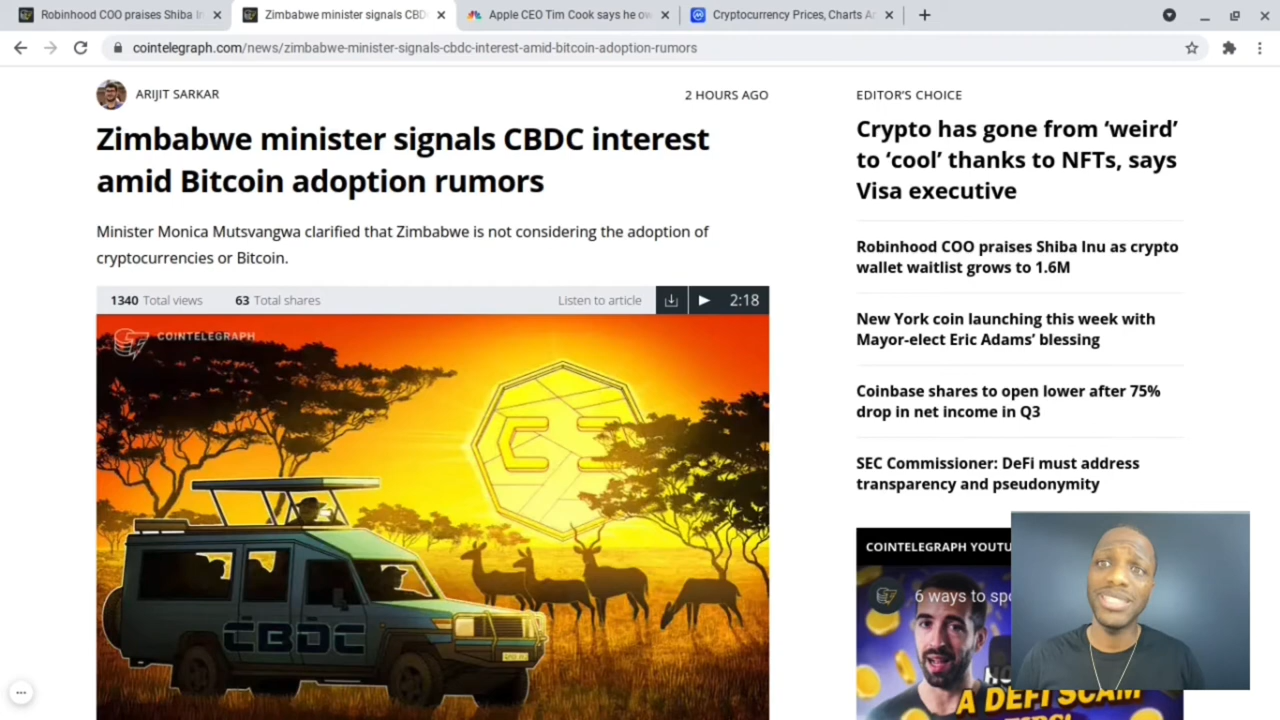 Robinhood COO praises Shiba In
Zimbabwe minister signals CBD
Apple CEO Tim Cook says he ow
Cryptocurrency Prices, Charts A
cointelegraph.com/news/zimbabwe-minister-signals-cbdc-interest-amid-bitcoin-adoption-rumors
ARIJIT SARKAR
2 HOURS AGO
Zimbabwe minister signals CBDC interest
amid Bitcoin adoption rumors
Minister Monica Mutsvangwa clarified that Zimbabwe is not considering the adoption of
cryptocurrencies or Bitcoin.
1340 Total views 63 Total shares Listen to article 2:18
COINTELEGRAPH
CBDC
EDITOR'S CHOICE
Crypto has gone from ‘weird’
to ‘cool’ thanks to NFTs, says
Visa executive
Robinhood COO praises Shiba Inu as crypto
wallet waitlist grows to 1.6M
New York coin launching this week with
Mayor-elect Eric Adams’ blessing
Coinbase shares to open lower after 75%
drop in net income in Q3
SEC Commissioner: DeFi must address
transparency and pseudonymity
COINTELEGRAPH YOUTU
6 ways to spo
HO
A DEFI SCAM